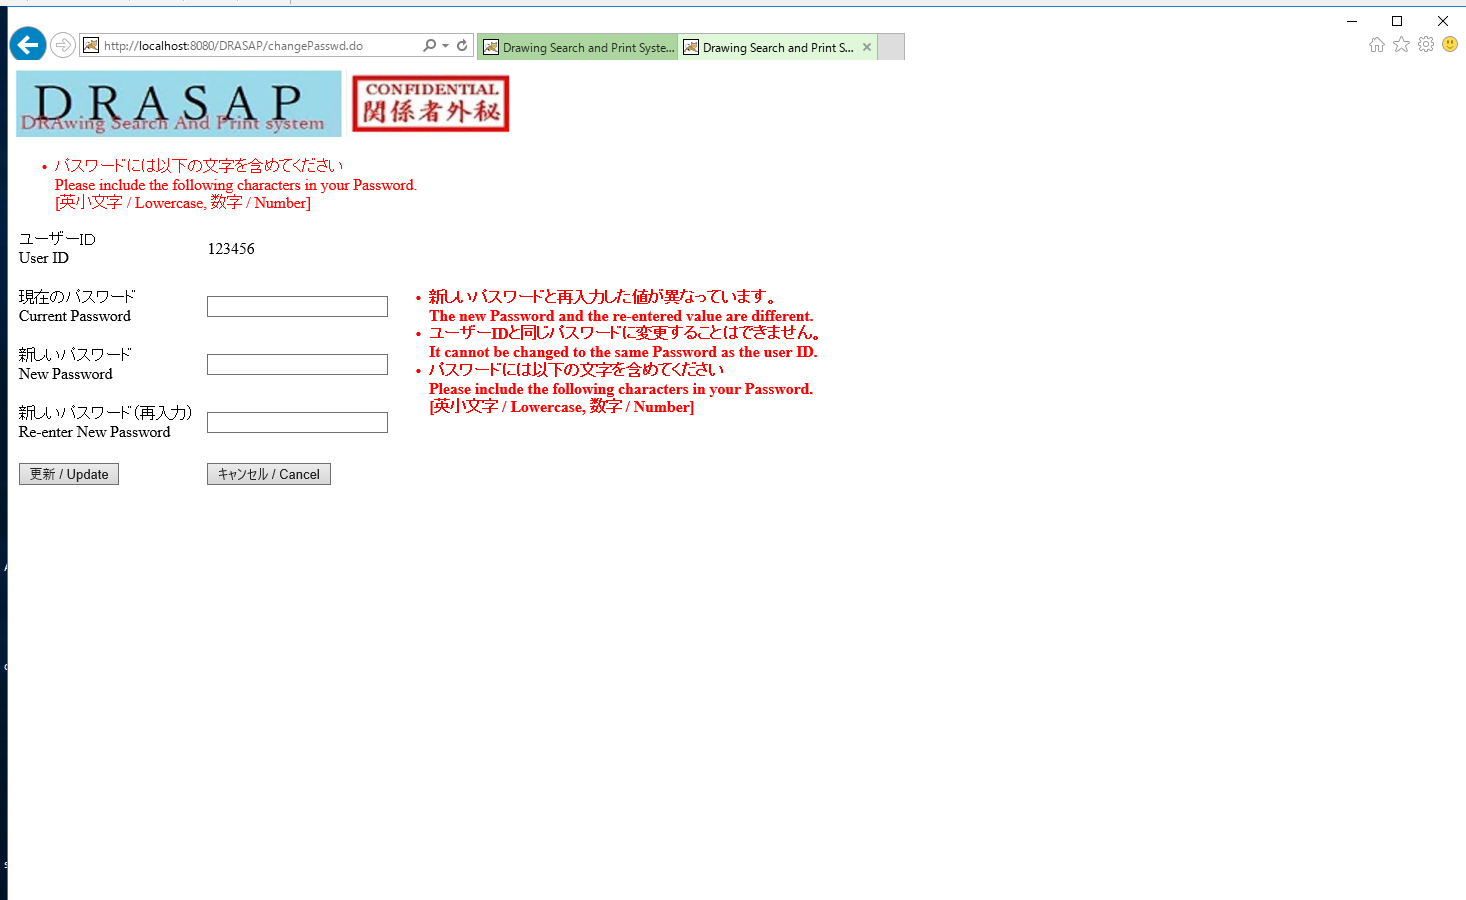 http://localhost:8080/DRASAP/changePasswd.do
Drawing Search and Print Syste...
Drawing Search and Print S...
DRASAP
DRAwing Search And Print system
CONFIDENTIAL
関係者外秘
• パスワードには以下の文字を含めてください
Please include the following characters in your Password.
[英小文字 / Lowercase, 数字 / Number]
ユーザーID
User ID
123456
現在のパスワード
Current Password
新しいパスワード
New Password
新しいパスワード(再入力)
Re-enter New Password
• 新しいパスワードと再入力した値が異なっています。
The new Password and the re-entered value are different.
• ユーザーIDと同じパスワードに変更することはできません。
It cannot be changed to the same Password as the user ID.
• パスワードには以下の文字を含めてください
Please include the following characters in your Password.
[英小文字 / Lowercase, 数字 / Number]
更新 / Update
キャンセル / Cancel